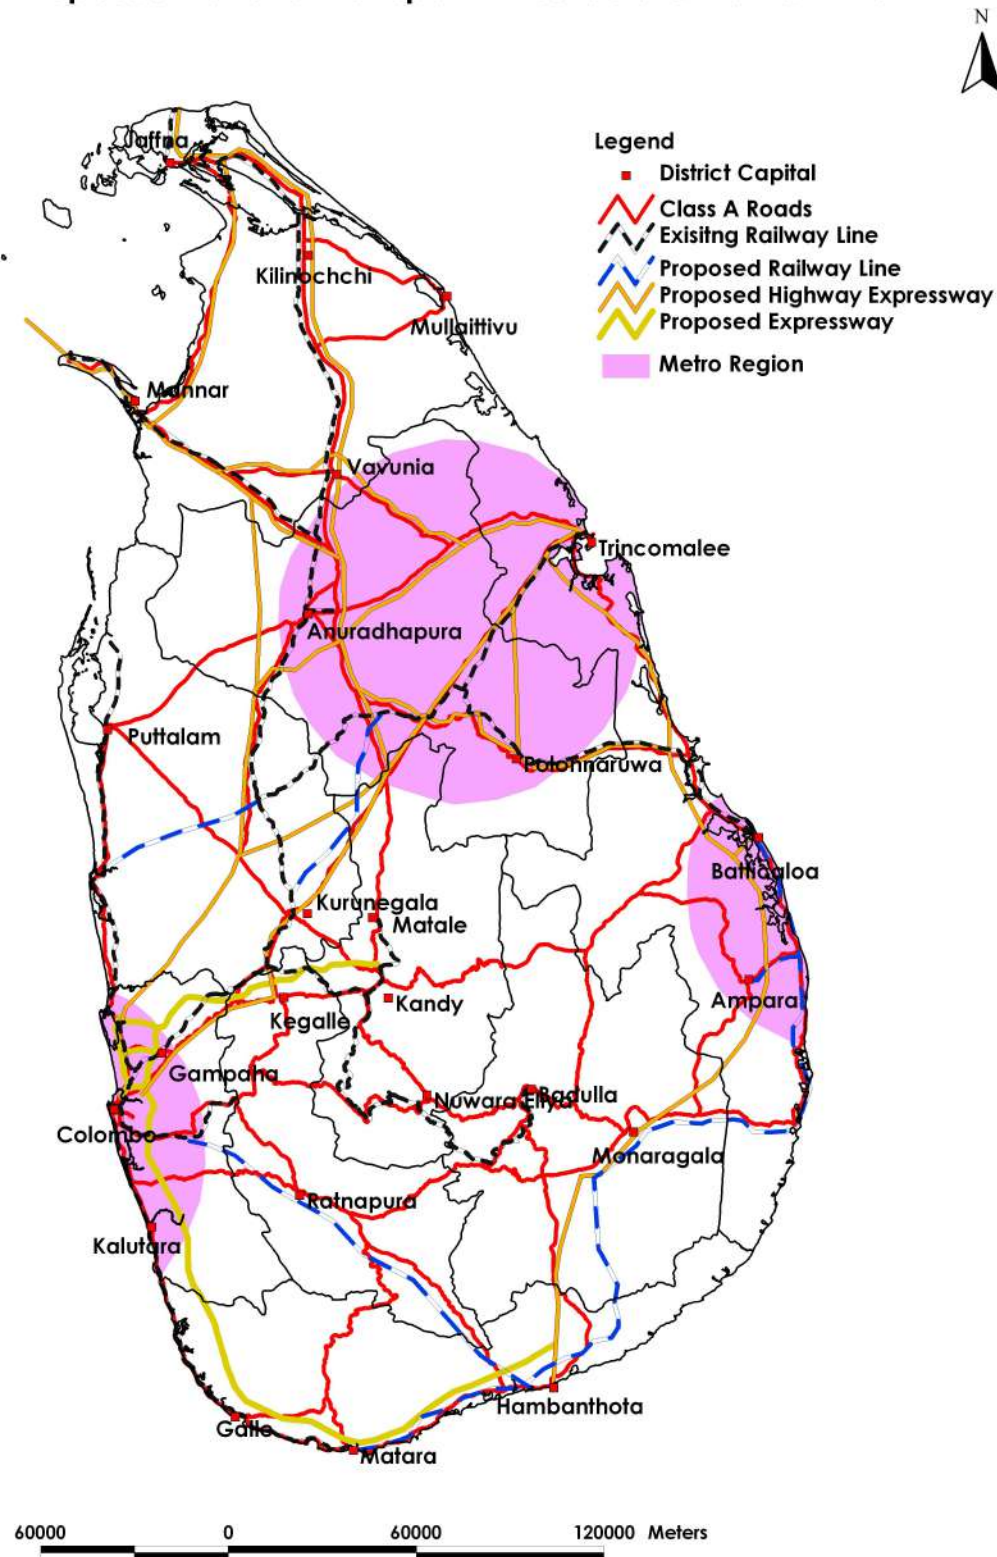 N
Jaffna
Legend
District Capital
Class A Roads
Exisitng Railway Line
Proposed Railway Line
Proposed Highway Expressway
Proposed Expressway
Metro Region
Kilinochchi
Mullaittivu
Mannar
Vavunia
Trincomalee
Anuradhapura
Puttalam
Polonnaruwa
Batticaloa
Kurunegala
Matale
Kandy
Ampara
Kegalle
Gampaha
Nuwara Eliya
Badulla
Colombo
Monaragala
Ratnapura
Kalutara
Hambanthota
Galle
Matara
60000 0 60000 120000 Meters